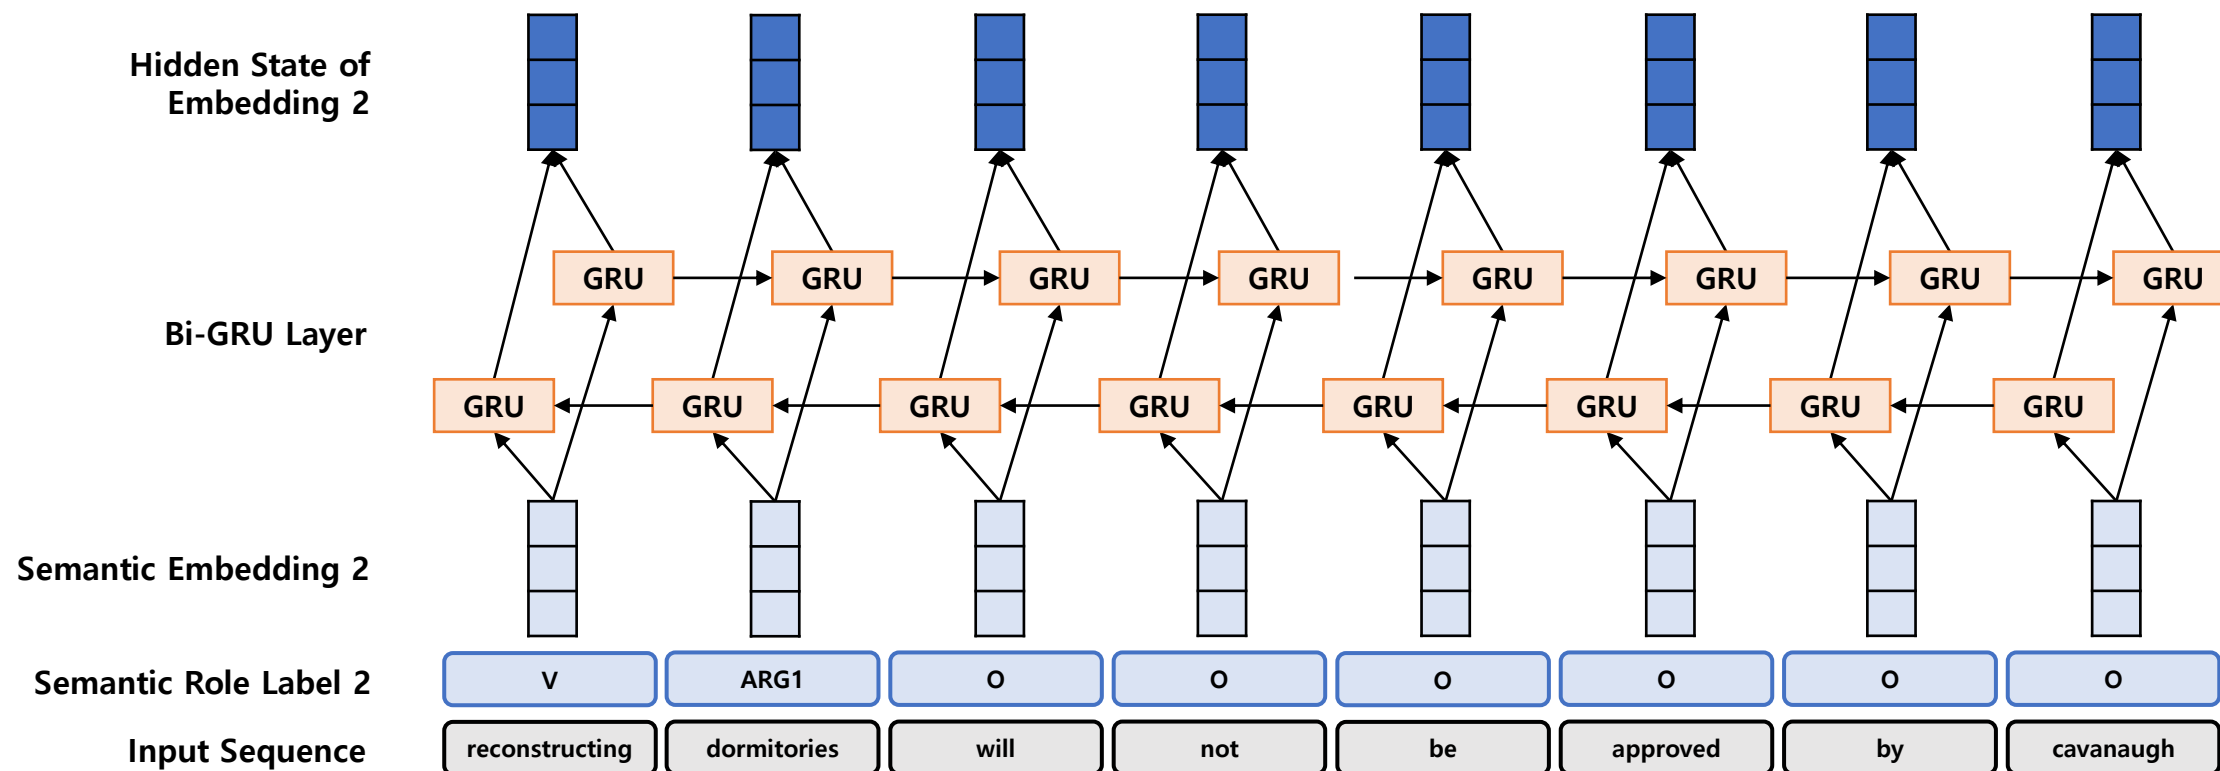 Hidden State of
Embedding 2
GRU GRU GRU GRU GRU GRU GRU GRU
Bi-GRU Layer
GRU GRU GRU GRU GRU GRU GRU GRU
Semantic Embedding 2
Semantic Role Label 2 V ARG1 O O O O O O
Input Sequence reconstructing dormitories will not be approved by cavanaugh